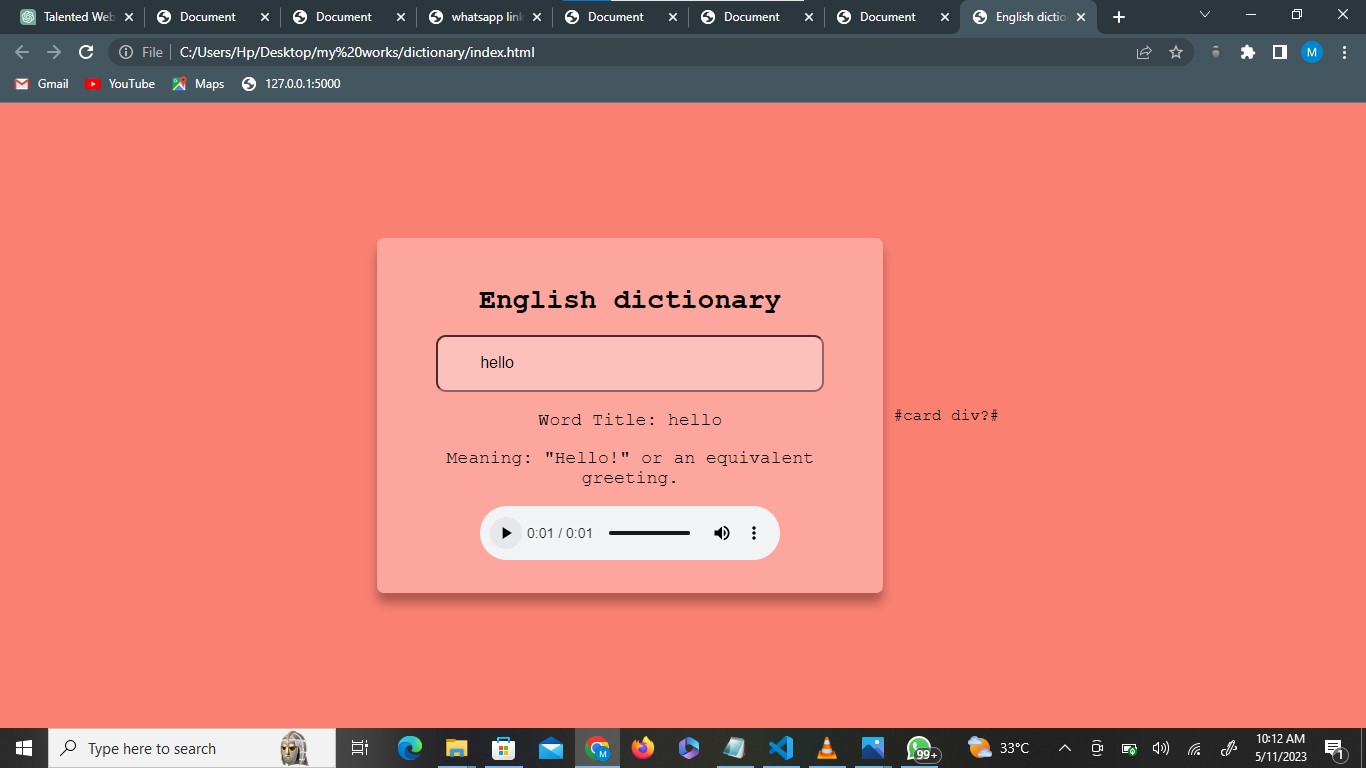 Talented Web
Document
Document
whatsapp link
Document
Document
Document
English dictio
File
C:/Users/Hp/Desktop/my%20works/dictionary/index.html
M
Gmail
YouTube
Maps
127.0.0.1:5000
English dictionary
hello
Word Title: hello
#card div?#
Meaning: "Hello!" or an equivalent
greeting.
0:01 / 0:01
Type here to search
M
99+
33°C
10:12 AM
5/11/2023
1